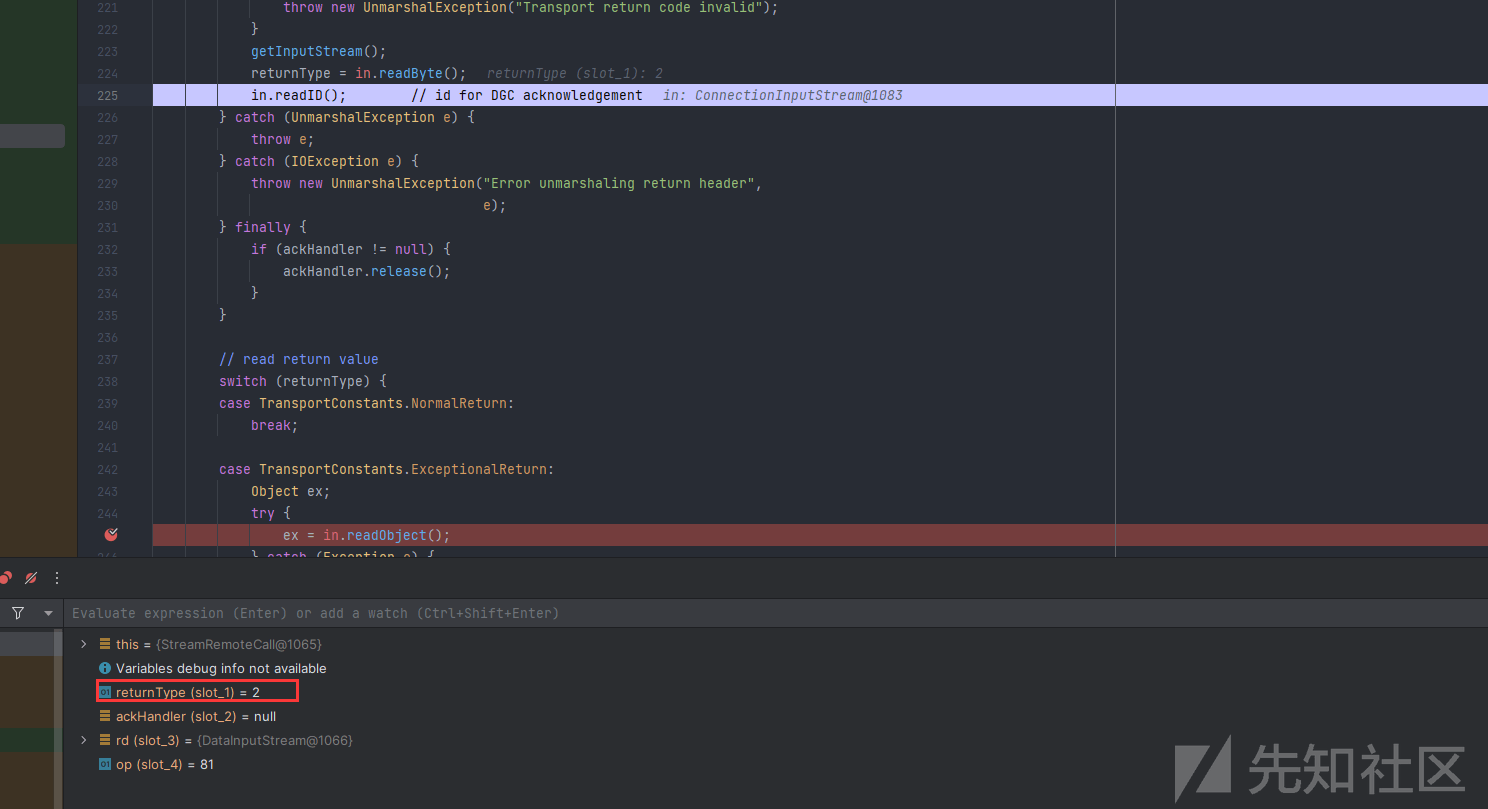 221 throw new UnmarshalException("Transport return code invalid");
222 }
223 getInputStream();
224 returnType = in.readByte(); returnType (slot_1): 2
225 in.readID(); // id for DGC acknowledgement in: ConnectionInputStream@1083
226 } catch (UnmarshalException e) {
227 throw e;
228 } catch (IOException e) {
229 throw new UnmarshalException("Error unmarshaling return header",
230 e);
231 } finally {
232 if (ackHandler != null) {
233 ackHandler.release();
234 }
235 }
236
237 // read return value
238 switch (returnType) {
239 case TransportConstants.NormalReturn:
240 break;
241
242 case TransportConstants.ExceptionalReturn:
243 Object ex;
244 try {
ex = in.readObject();
246 } catch (Exception e) {
Evaluate expression (Enter) or add a watch (Ctrl+Shift+Enter)
this = {StreamRemoteCall@1065}
Variables debug info not available
returnType (slot_1) = 2
ackHandler (slot_2) = null
rd (slot_3) = {DataInputStream@1066}
op (slot_4) = 81
先知社区